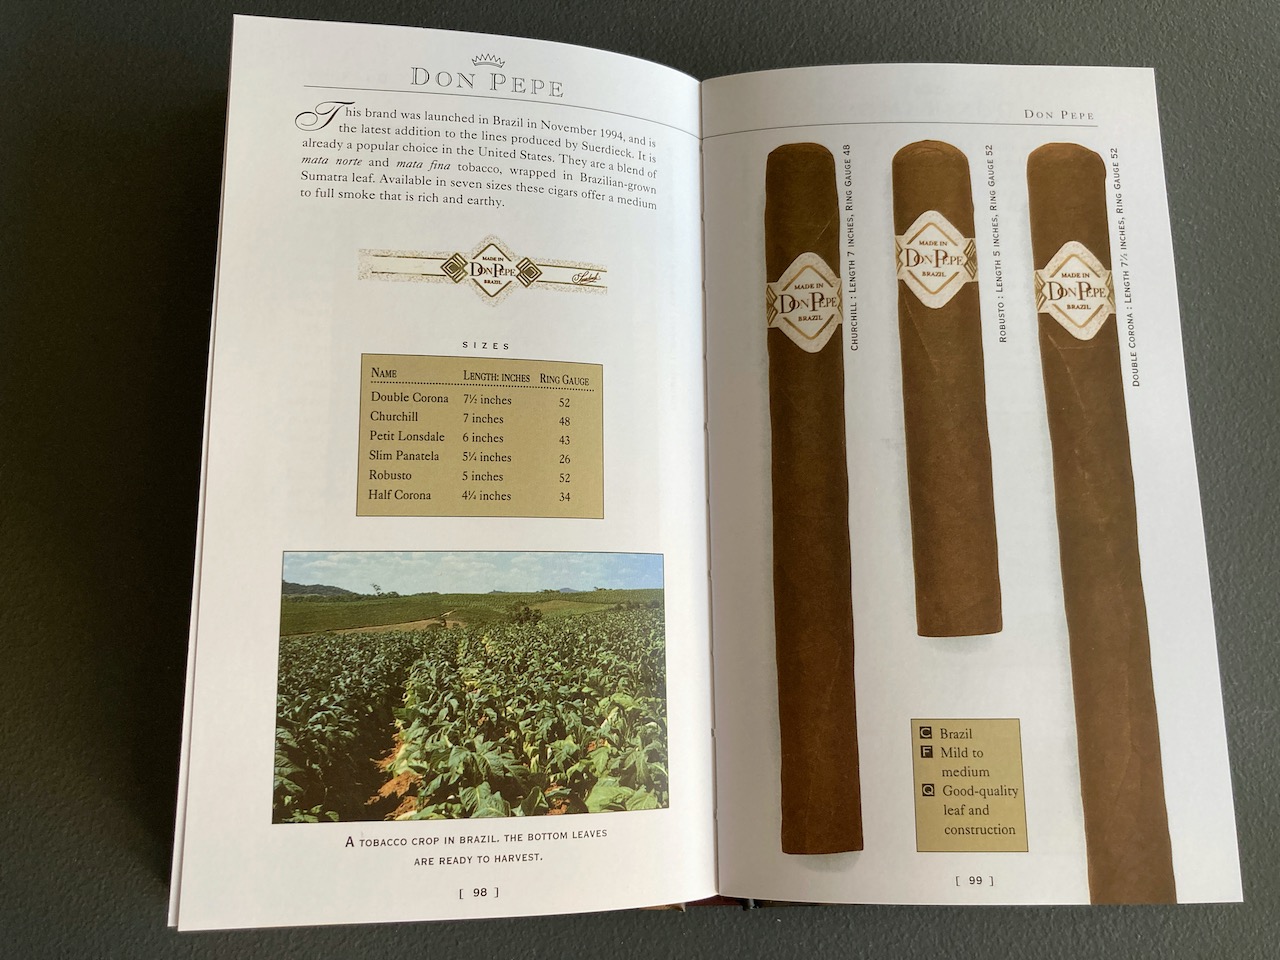 DON PEPE
This brand was launched in Brazil in November 1994, and is
the latest addition to the lines produced by Suerdieck. It is
already a popular choice in the United States. They are a blend of
mata norte and mata fina tobacco, wrapped in Brazilian-grown
Sumatra leaf. Available in seven sizes these cigars offer a medium
to full smoke that is rich and earthy.
MADE IN
DON PEPE
BRAZIL
SIZES
NAME LENGTH: INCHES RING GAUGE
Double Corona 7½ inches 52
Churchill 7 inches 48
Petit Lonsdale 6 inches 43
Slim Panatela 5¼ inches 26
Robusto 5 inches 52
Half Corona 4¼ inches 34
A TOBACCO CROP IN BRAZIL. THE BOTTOM LEAVES
ARE READY TO HARVEST.
[ 98 ]
DON PEPE
MADE IN
DON PEPE
BRAZIL
CHURCHILL : LENGTH 7 INCHES, RING GAUGE 48
MADE IN
DON PEPE
BRAZIL
ROBUSTO : LENGTH 5 INCHES, RING GAUGE 52
MADE IN
DON PEPE
BRAZIL
DOUBLE CORONA : LENGTH 7½ INCHES, RING GAUGE 52
C Brazil
F Mild to
medium
Q Good-quality
leaf and
construction
[ 99 ]